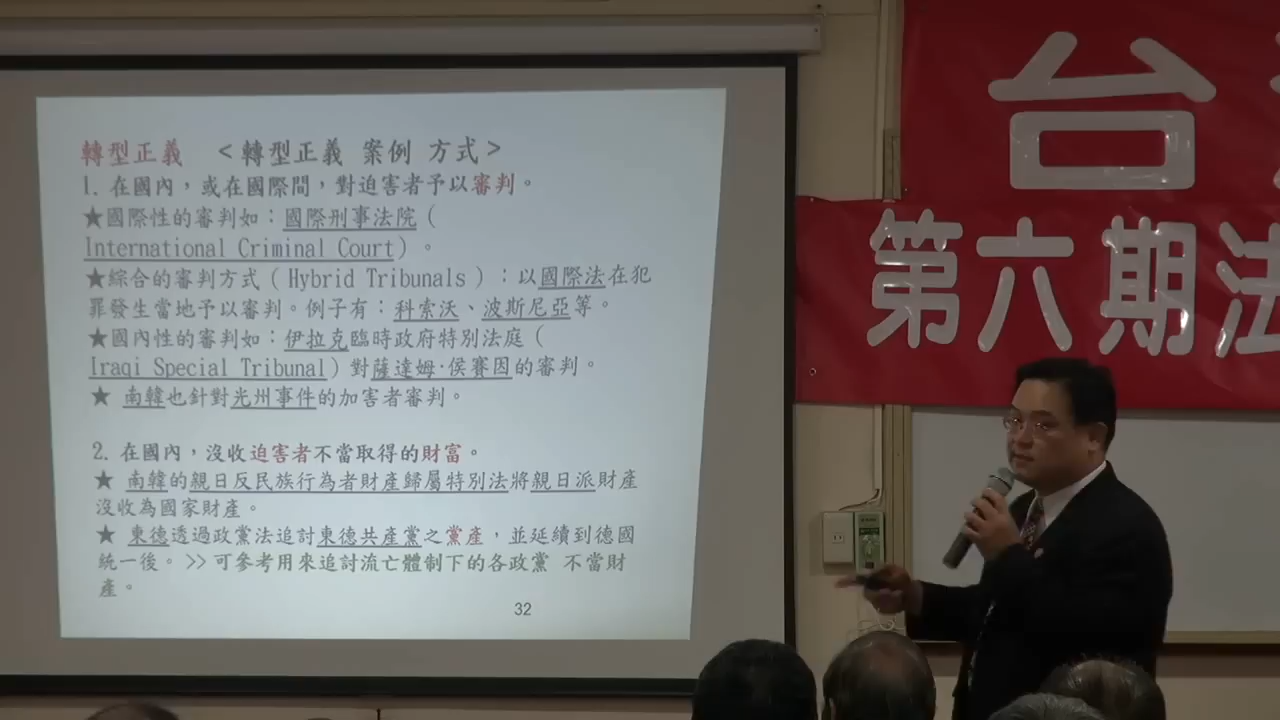 轉型正義 <轉型正義 案例 方式>
1. 在國內，或在國際間，對迫害者予以審判。
★國際性的審判如：國際刑事法院（
International Criminal Court）。
★綜合的審判方式（Hybrid Tribunals）：以國際法在犯
罪發生當地予以審判。例子有：科索沃、波斯尼亞等。
★國內性的審判如：伊拉克臨時政府特別法庭（
Iraqi Special Tribunal）對薩達姆·侯賽因的審判。
★ 南韓也針對光州事件的加害者審判。
2. 在國內，沒收迫害者不當取得的財富。
★ 南韓的親日反民族行為者財產歸屬特別法將親日派財產
沒收為國家財產。
★ 東德透過政黨法追討東德共產黨之黨產，並延續到德國
統一後。 >> 可參考用來追討流亡體制下的各政黨 不當財
產。
32
台
第六期法